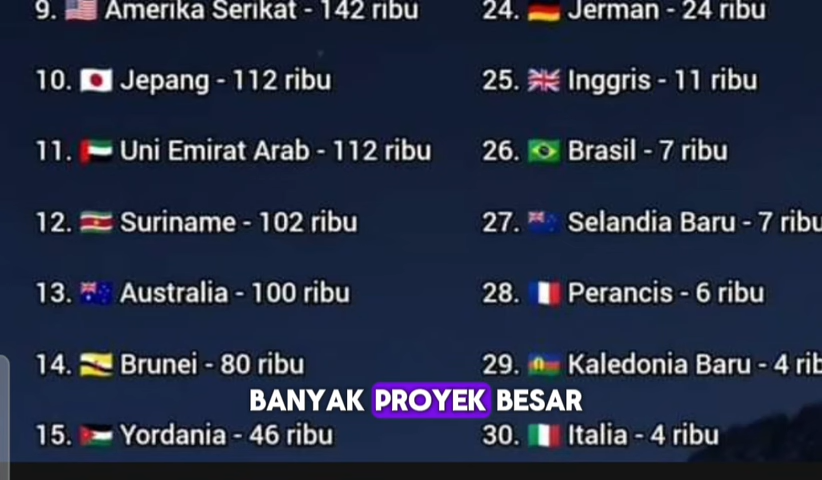 9. Amerika Serikat - 142 ribu
10. Jepang - 112 ribu
11. Uni Emirat Arab - 112 ribu
12. Suriname - 102 ribu
13. Australia - 100 ribu
14. Brunei - 80 ribu
15. Yordania - 46 ribu
24. Jerman - 24 ribu
25. Inggris - 11 ribu
26. Brasil - 7 ribu
27. Selandia Baru - 7 ribu
28. Perancis - 6 ribu
29. Kaledonia Baru - 4 rib
30. Italia - 4 ribu
BANYAK PROYEK BESAR